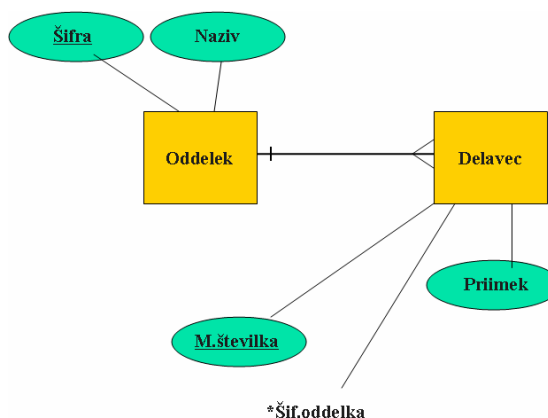 Šifra
Naziv
Oddelek
Delavec
Priimek
M.številka
*Šif.oddelka